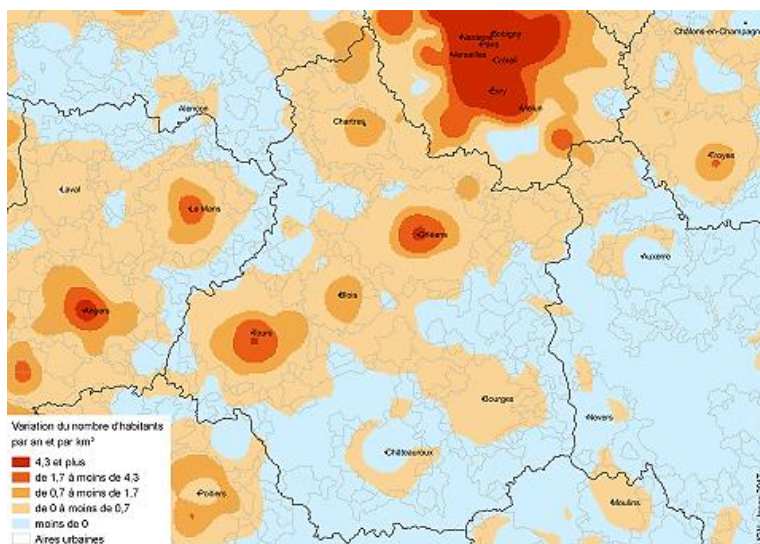 Nanterre
Bobigny
Paris
Versailles
Créteil
Evry
Melun
Châlons-en-Champagn
Alençon
Chartres
Troyes
Laval
Le Mans
Orléans
Auxerre
Angers
Blois
Tours
Bourges
Nevers
Châteauroux
Poitiers
Moulins
Variation du nombre d'habitants
par an et par km²
4,3 et plus
de 1,7 à moins de 4,3
de 0,7 à moins de 1,7
de 0 à moins de 0,7
moins de 0
Aires urbaines